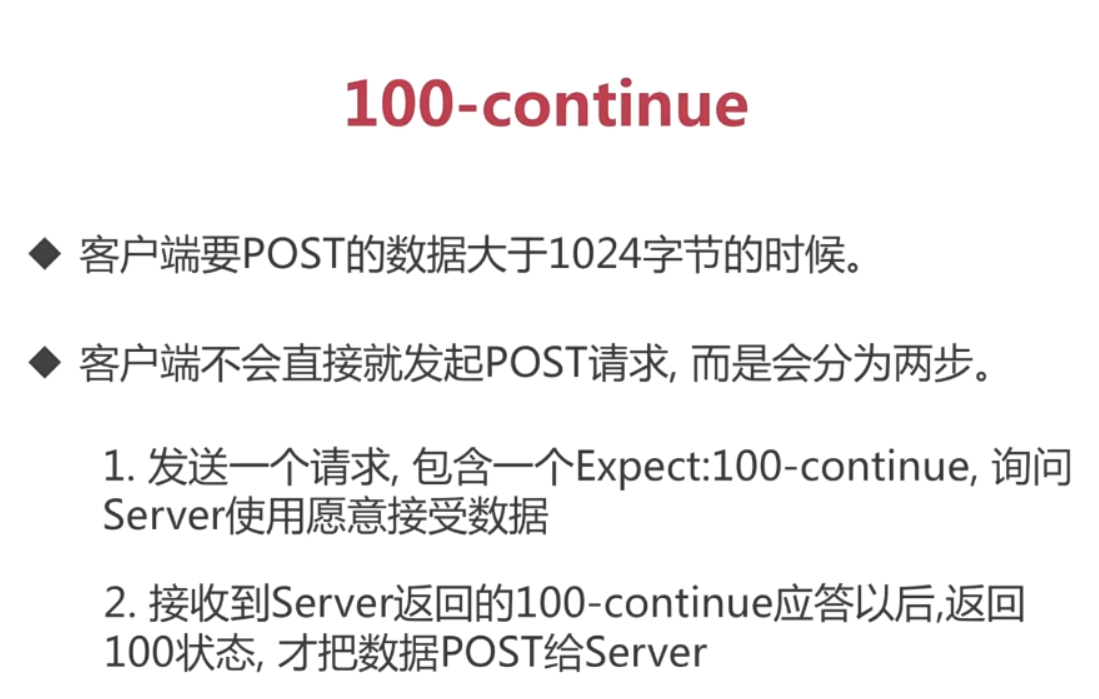 100-continue
◆ 客户端要POST的数据大于1024字节的时候。
◆ 客户端不会直接就发起POST请求, 而是会分为两步。
1. 发送一个请求, 包含一个Expect:100-continue, 询问
Server使用愿意接受数据
2. 接收到Server返回的100-continue应答以后,返回
100状态, 才把数据POST给Server